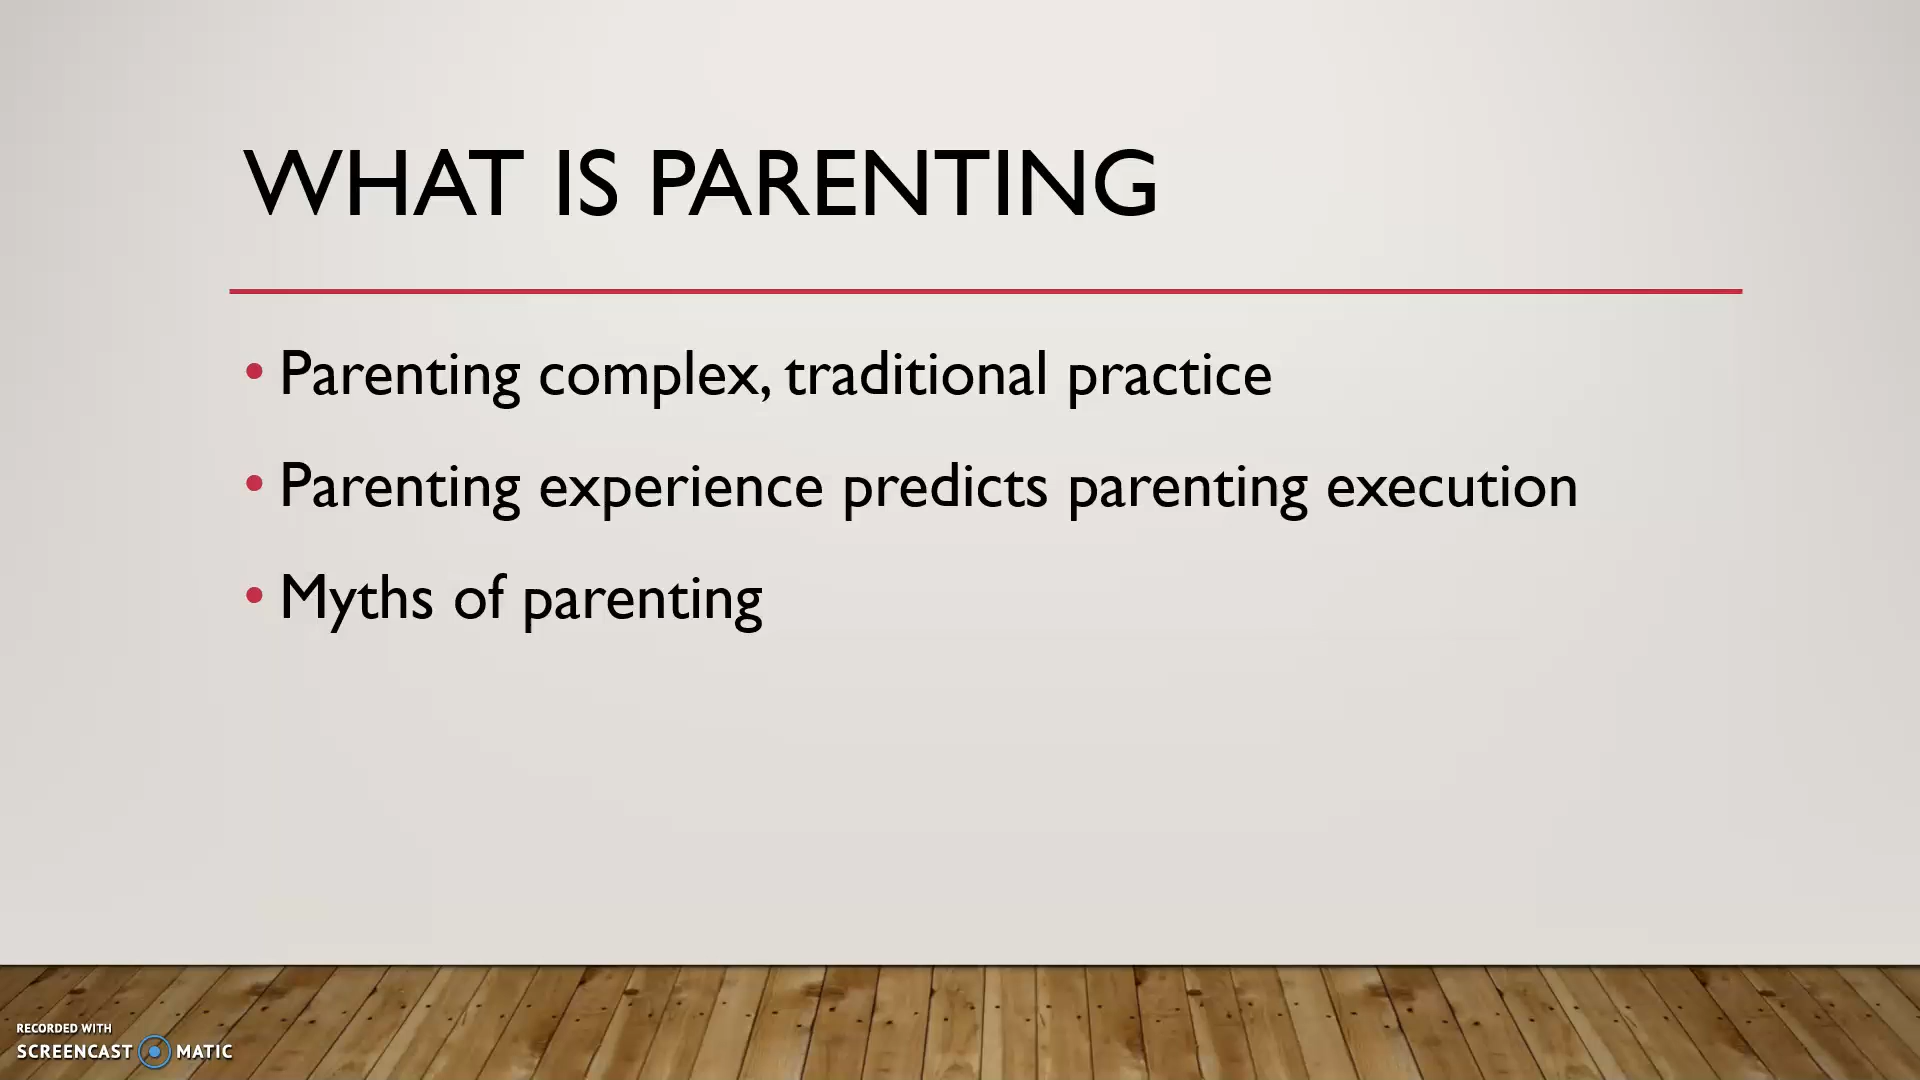 WHAT IS PARENTING
• Parenting complex, traditional practice
• Parenting experience predicts parenting execution
• Myths of parenting
RECORDED WITH
SCREENCAST MATIC